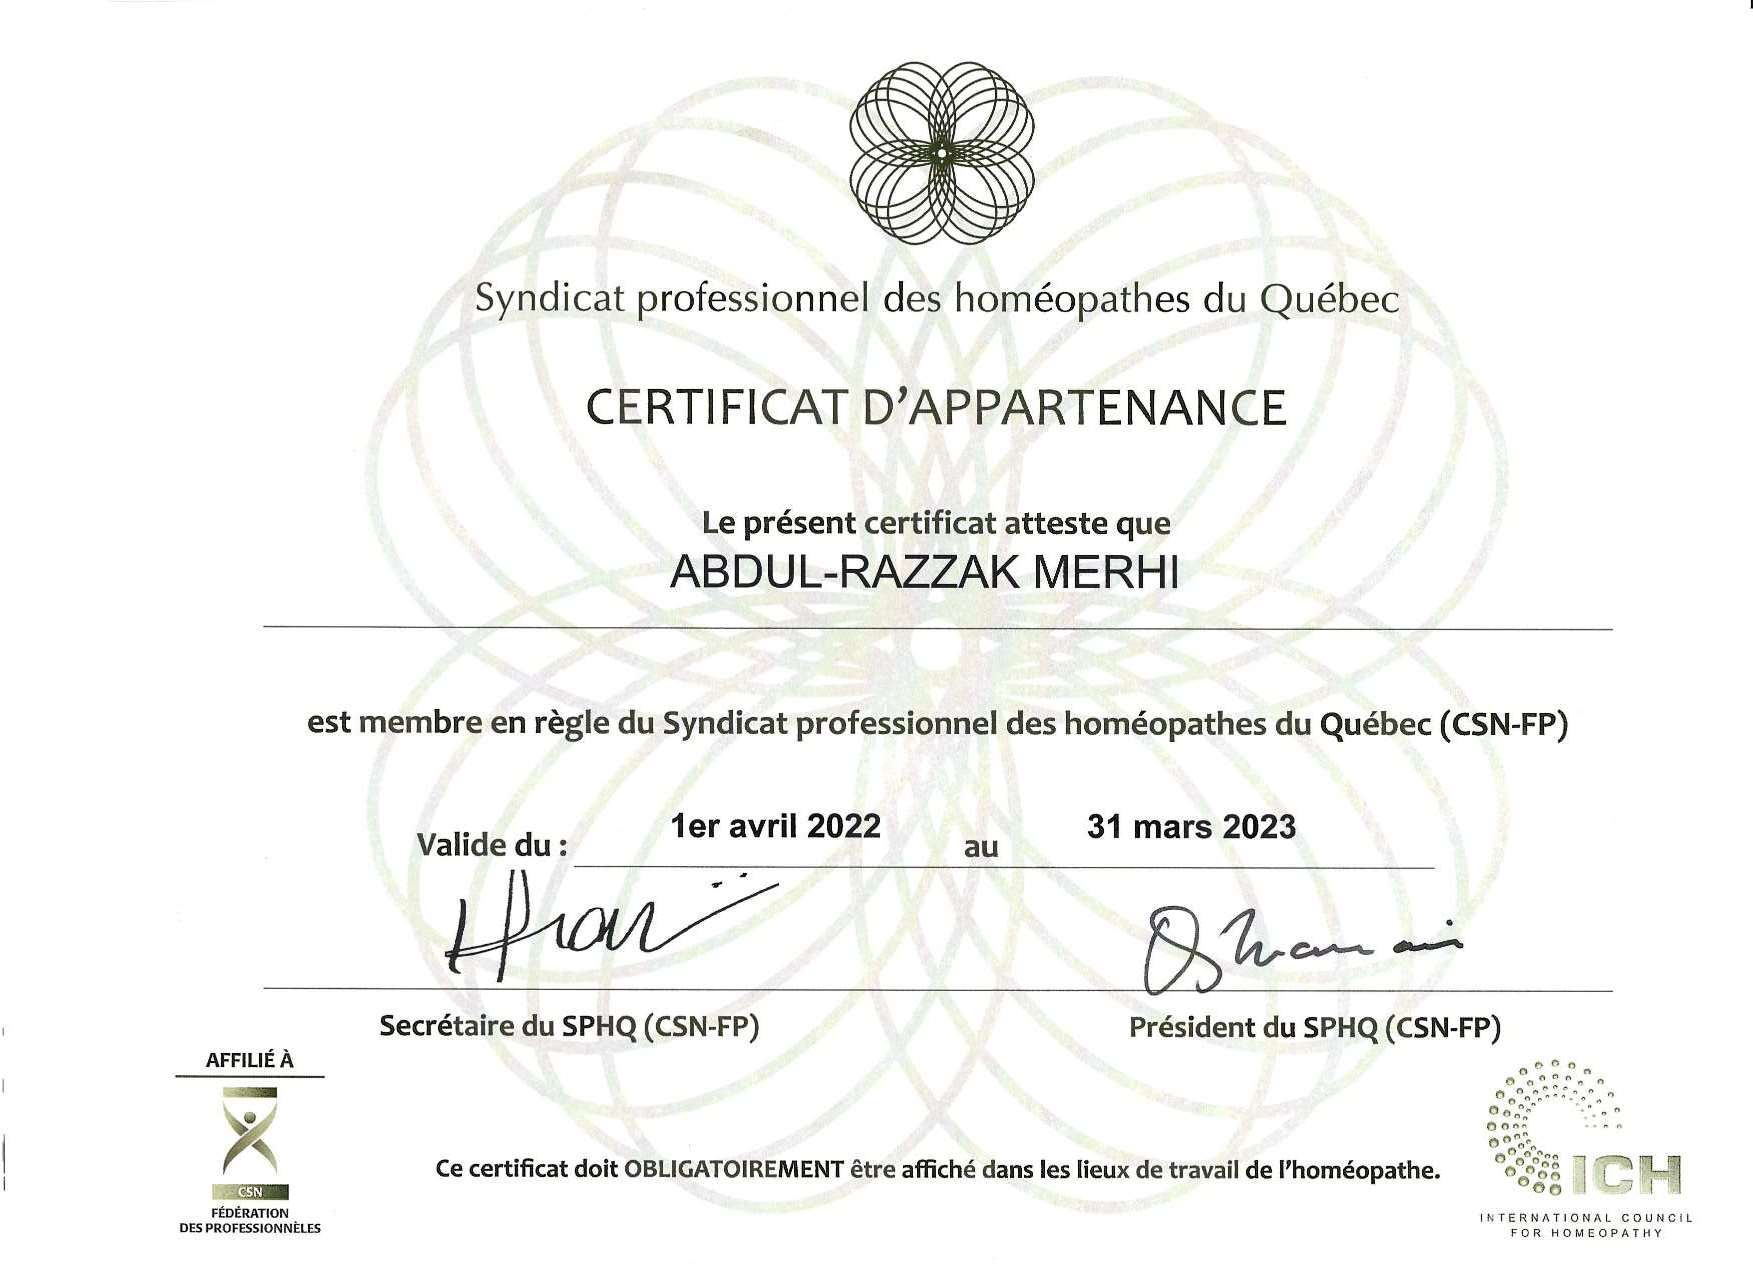 Syndicat professionnel des homéopathes du Québec
CERTIFICAT D'APPARTENANCE
Le présent certificat atteste que
ABDUL-RAZZAK MERHI
est membre en règle du Syndicat professionnel des homéopathes du Québec (CSN-FP)
Valide du : 1er avril 2022 au 31 mars 2023
Secrétaire du SPHQ (CSN-FP) Président du SPHQ (CSN-FP)
AFFILIÉ À
CSN
FÉDÉRATION
DES PROFESSIONNÈLES
Ce certificat doit OBLIGATOIREMENT être affiché dans les lieux de travail de l'homéopathe.
ICH
INTERNATIONAL COUNCIL
FOR HOMEOPATHY